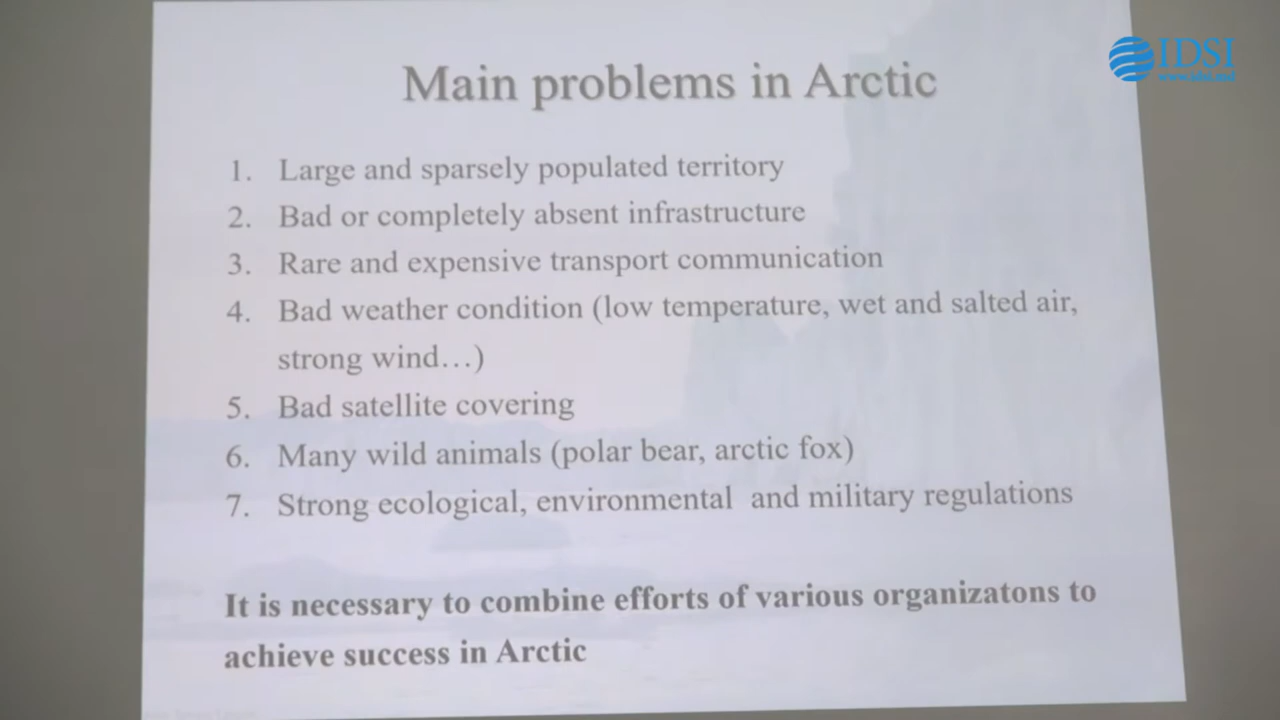 IDSI
www.idsi.md
Main problems in Arctic
1. Large and sparsely populated territory
2. Bad or completely absent infrastructure
3. Rare and expensive transport communication
4. Bad weather condition (low temperature, wet and salted air,
strong wind…)
5. Bad satellite covering
6. Many wild animals (polar bear, arctic fox)
7. Strong ecological, environmental and military regulations
It is necessary to combine efforts of various organizatons to
achieve success in Arctic